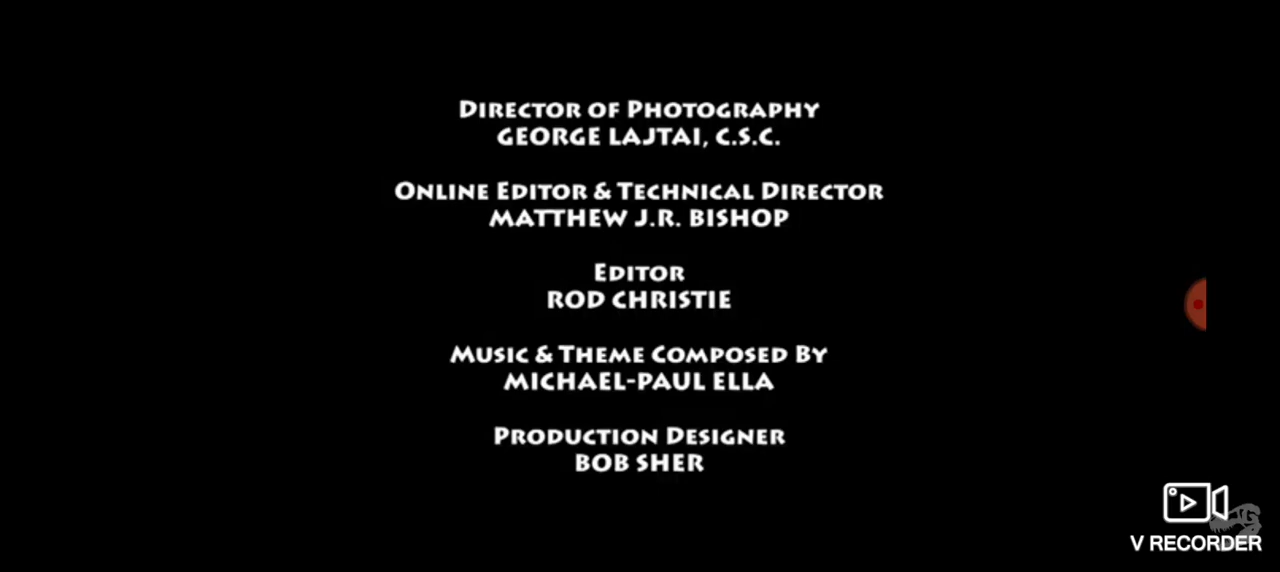 Director of Photography
GEORGE LAJTAI, C.S.C.
Online Editor & Technical Director
MATTHEW J.R. BISHOP
Editor
ROD CHRISTIE
Music & Theme Composed By
MICHAEL-PAUL ELLA
Production Designer
BOB SHER
V RECORDER